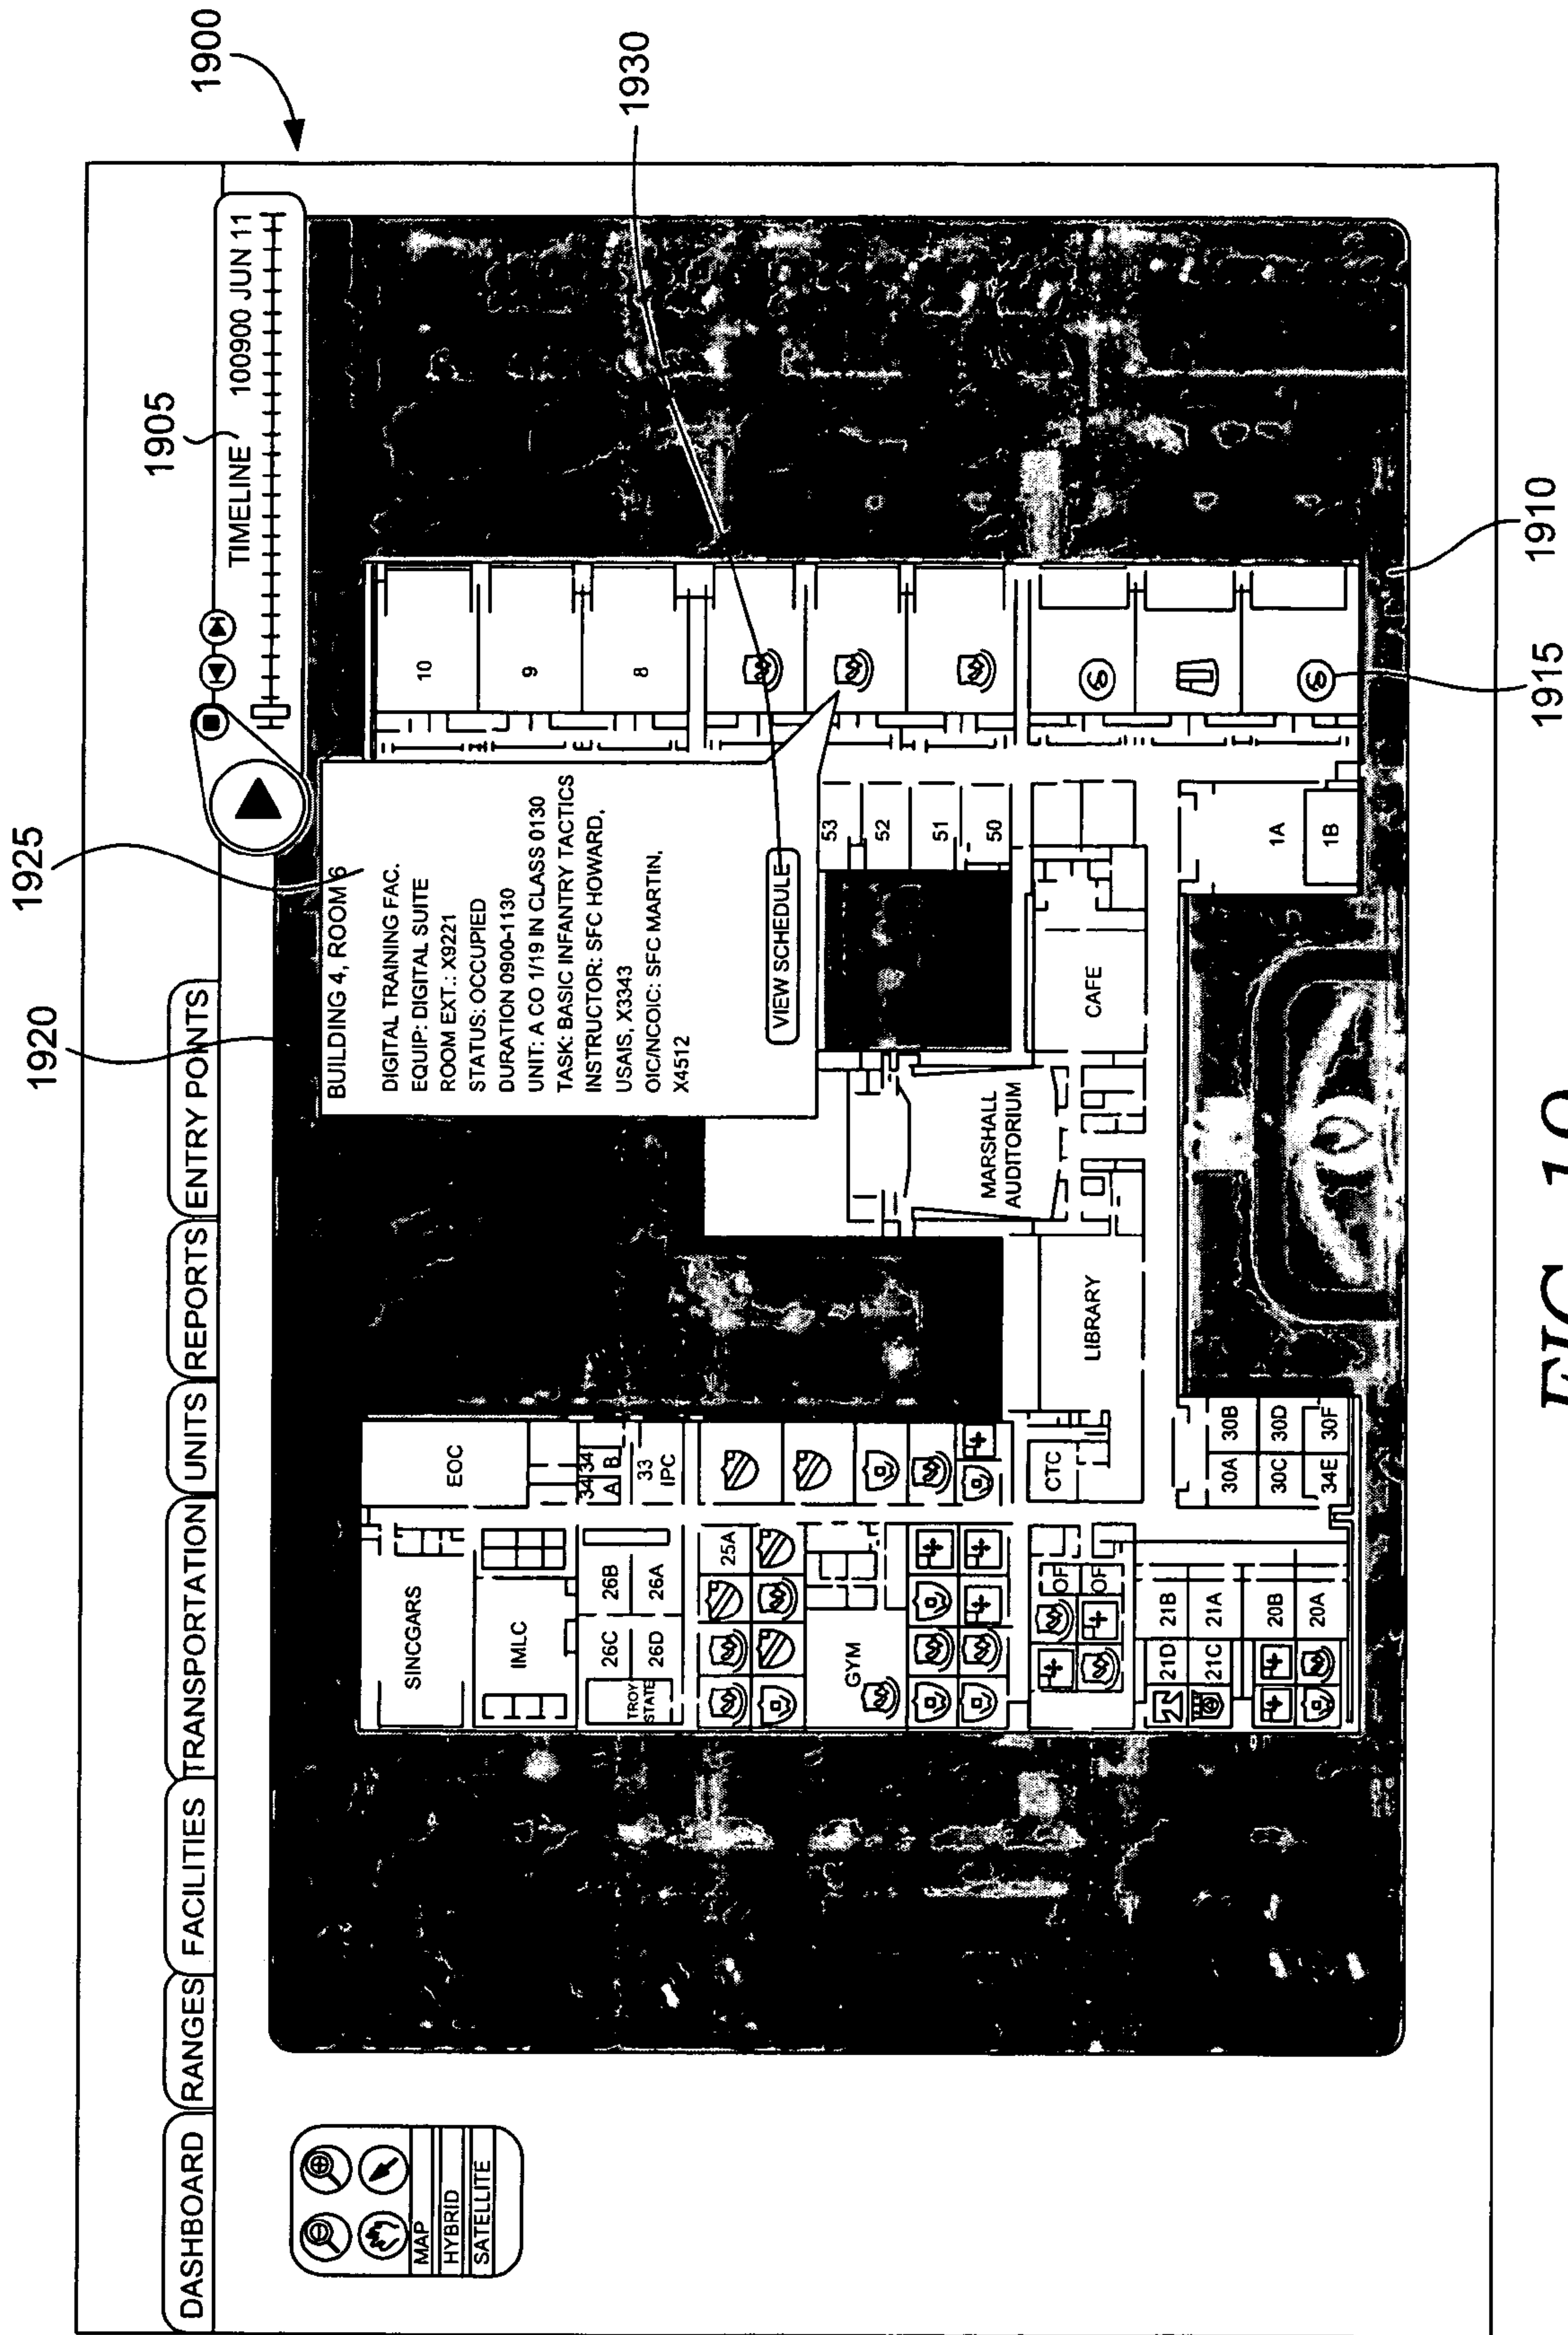 1900
1905
1925
1920
1930
DASHBOARD
RANGES
FACILITIES
TRANSPORTATION
UNITS
REPORTS
ENTRY POINTS
TIMELINE 100900 JUN 11
MAP
HYBRID
SATELLITE
BUILDING 4, ROOM 6
DIGITAL TRAINING FAC.
EQUIP: DIGITAL SUITE
ROOM EXT.: X9221
STATUS: OCCUPIED
DURATION 0900-1130
UNIT: A CO 1/19 IN CLASS 0130
TASK: BASIC INFANTRY TACTICS
INSTRUCTOR: SFC HOWARD,
USAIS, X3343
OIC/NCOIC: SFC MARTIN,
X4512
VIEW SCHEDULE
SINCGARS
EOC
IMLC
34 34
A B
33
IPC
26C 26B
26D 26A
TROY
STATE
25A
GYM
OF
OF
CTC
21D 21B
21C 21A
20B
20A
30A 30B
30C 30D
34E 30F
LIBRARY
MARSHALL
AUDITORIUM
CAFE
53
52
51
50
1A
1B
10
9
8
1910
1915
FIG. 19